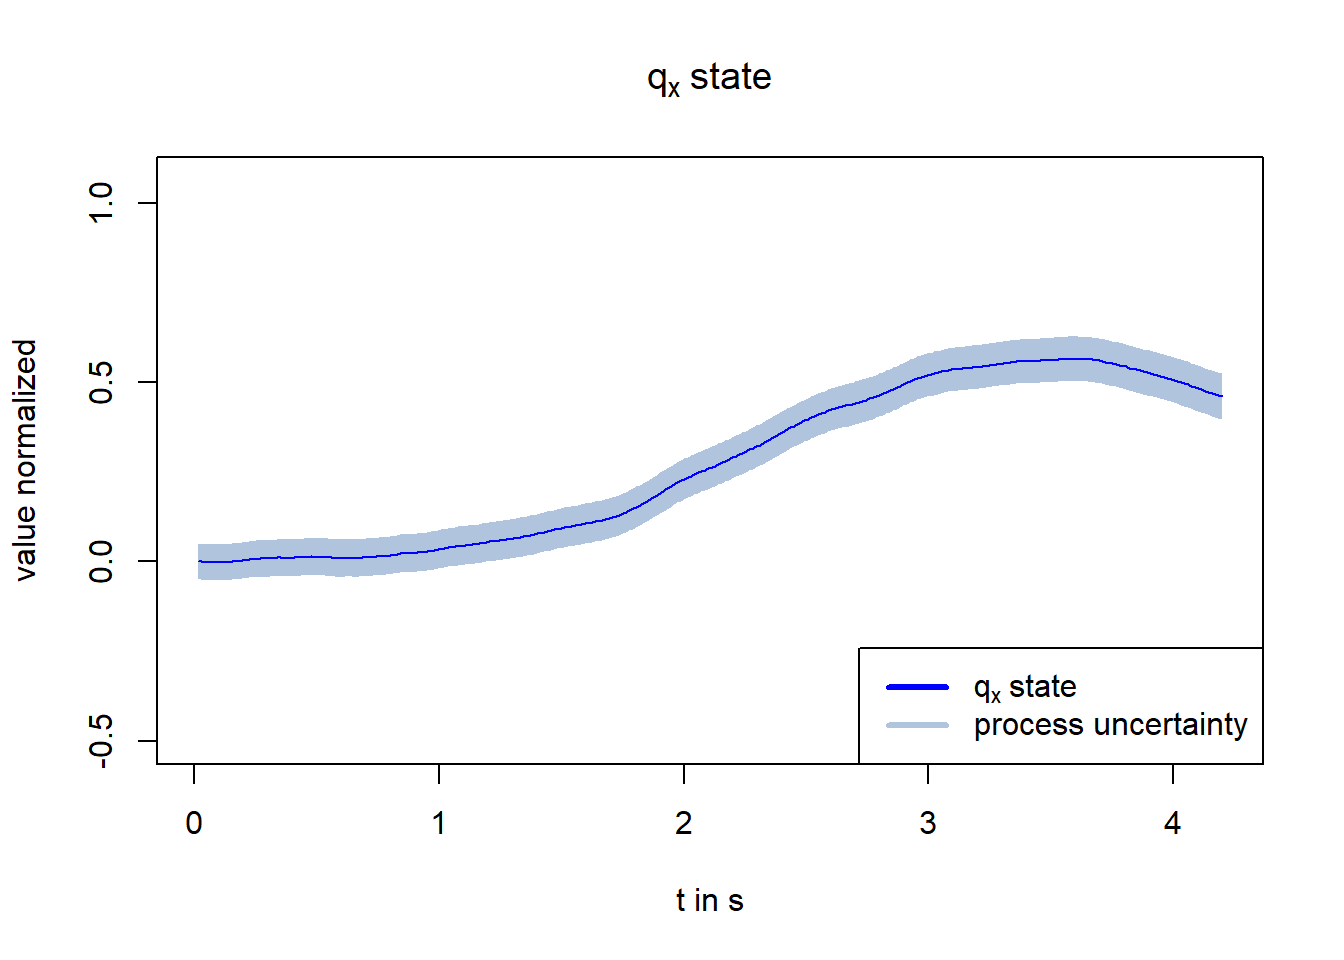 qₓ state
value normalized
1.0
0.5
0.0
-0.5
qₓ state
process uncertainty
0 1 2 3 4
t in s